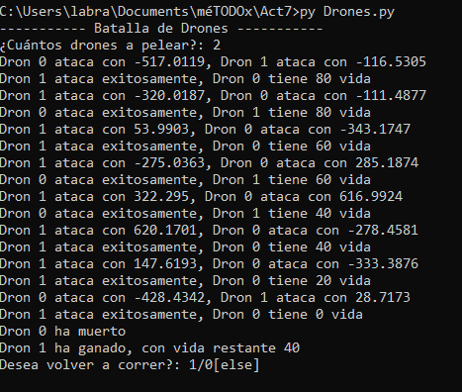 C:\Users\labra\Documents\méTODOx\Act7>py Drones.py
----------- Batalla de Drones -----------
¿Cuántos drones a pelear?: 2
Dron 0 ataca con -517.0119, Dron 1 ataca con -116.5305
Dron 1 ataca exitosamente, Dron 0 tiene 80 vida
Dron 1 ataca con -320.0187, Dron 0 ataca con -111.4877
Dron 0 ataca exitosamente, Dron 1 tiene 80 vida
Dron 1 ataca con 53.9903, Dron 0 ataca con -343.1747
Dron 1 ataca exitosamente, Dron 0 tiene 60 vida
Dron 1 ataca con -275.0363, Dron 0 ataca con 285.1874
Dron 0 ataca exitosamente, Dron 1 tiene 60 vida
Dron 1 ataca con 322.295, Dron 0 ataca con 616.9924
Dron 0 ataca exitosamente, Dron 1 tiene 40 vida
Dron 1 ataca con 620.1701, Dron 0 ataca con -278.4581
Dron 1 ataca exitosamente, Dron 0 tiene 40 vida
Dron 1 ataca con 147.6193, Dron 0 ataca con -333.3876
Dron 1 ataca exitosamente, Dron 0 tiene 20 vida
Dron 0 ataca con -428.4342, Dron 1 ataca con 28.7173
Dron 1 ataca exitosamente, Dron 0 tiene 0 vida
Dron 0 ha muerto
Dron 1 ha ganado, con vida restante 40
Desea volver a correr?: 1/0[else]